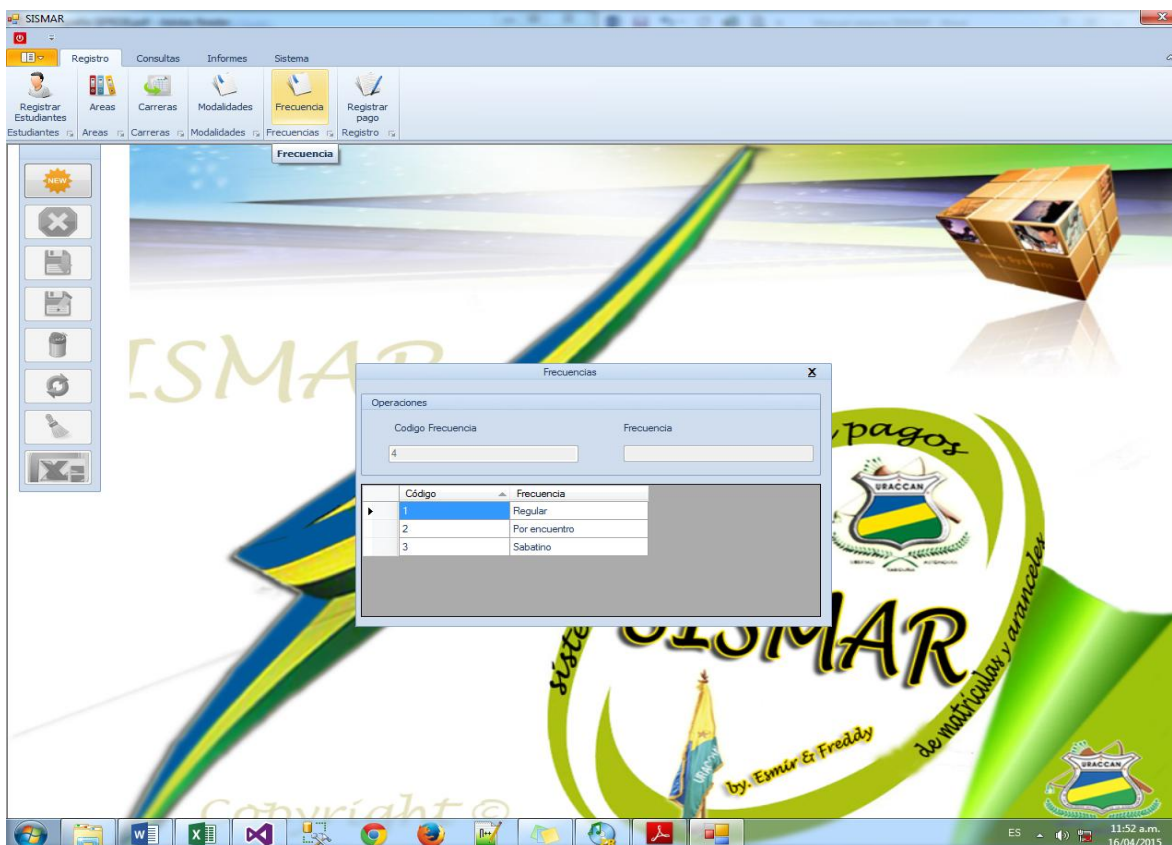 SISMAR
Registro Consultas Informes Sistema
Registrar Estudiantes
Areas
Carreras
Modalidades
Frecuencia
Registrar pago
Estudiantes Areas Carreras Modalidades Frecuencias Registro
Frecuencia
NEW
ISMAR
Frecuencias
Operaciones
Codigo Frecuencia Frecuencia
4
Código Frecuencia
1 Regular
2 Por encuentro
3 Sabatino
pagos
URACCAN
SISMAR
de matriculas y aranceles
by. Esmir & Freddy
URACCAN
Copyright ©
ES
11:52 a.m.
16/04/2015